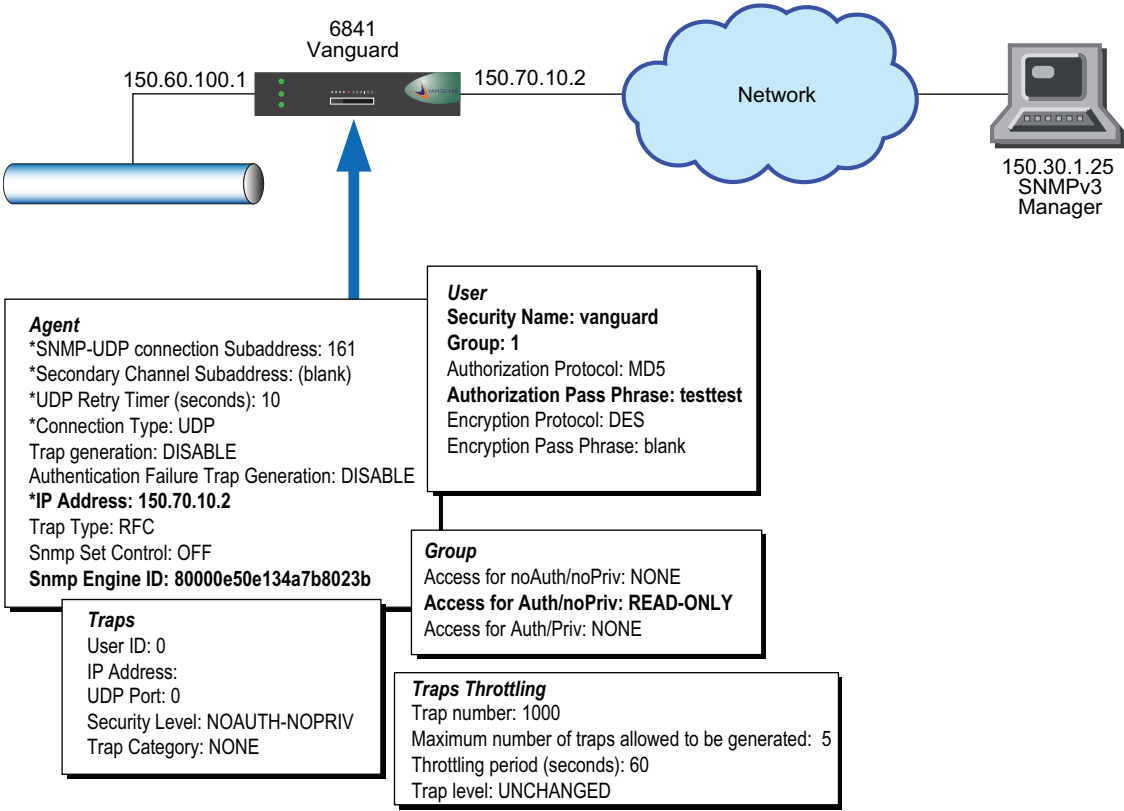 6841
Vanguard
150.60.100.1
VANGUARD
150.70.10.2
Network
150.30.1.25
SNMPv3
Manager
Agent
*SNMP-UDP connection Subaddress: 161
*Secondary Channel Subaddress: (blank)
*UDP Retry Timer (seconds): 10
*Connection Type: UDP
Trap generation: DISABLE
Authentication Failure Trap Generation: DISABLE
*IP Address: 150.70.10.2
Trap Type: RFC
Snmp Set Control: OFF
Snmp Engine ID: 80000e50e134a7b8023b
User
Security Name: vanguard
Group: 1
Authorization Protocol: MD5
Authorization Pass Phrase: testtest
Encryption Protocol: DES
Encryption Pass Phrase: blank
Group
Access for noAuth/noPriv: NONE
Access for Auth/noPriv: READ-ONLY
Access for Auth/Priv: NONE
Traps
User ID: 0
IP Address:
UDP Port: 0
Security Level: NOAUTH-NOPRIV
Trap Category: NONE
Traps Throttling
Trap number: 1000
Maximum number of traps allowed to be generated: 5
Throttling period (seconds): 60
Trap level: UNCHANGED